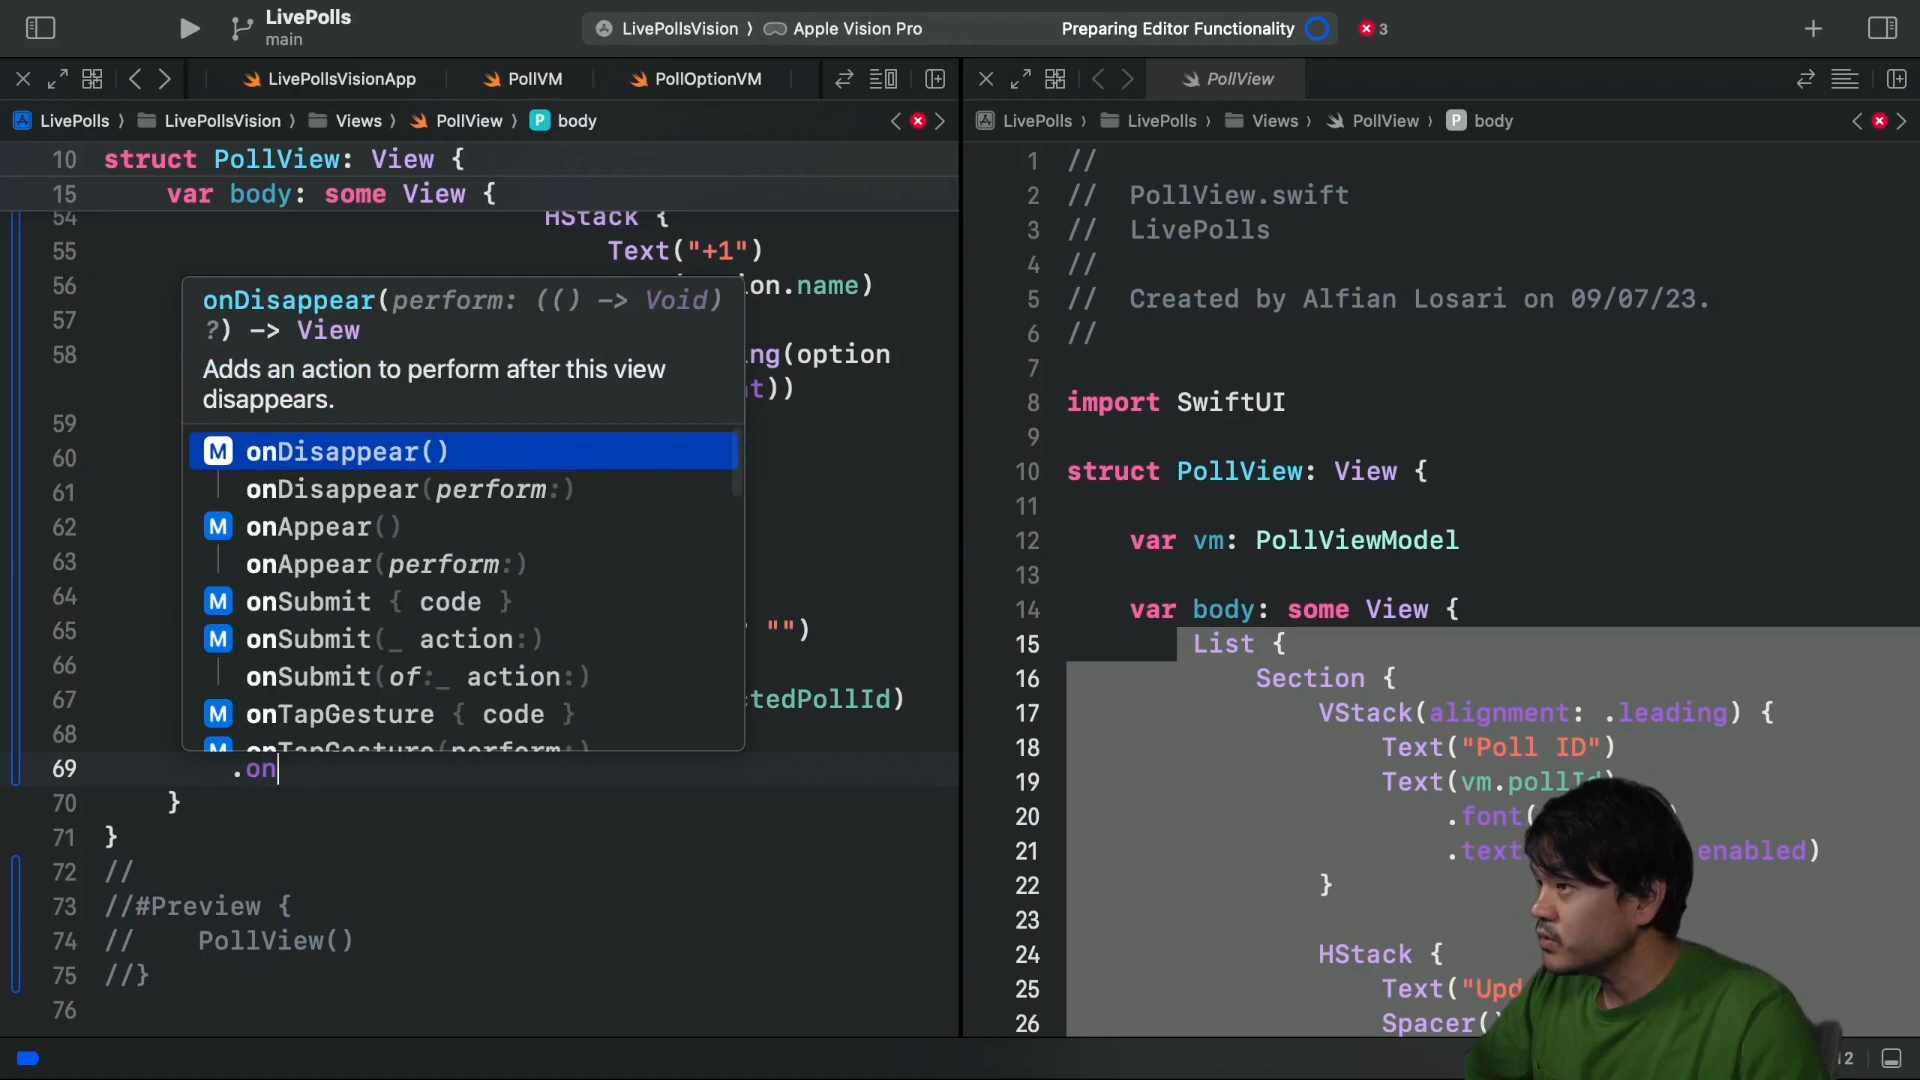 LivePolls
main
LivePollsVision ⟩ Apple Vision Pro
Preparing Editor Functionality
3
LivePollsVisionApp
PollVM
PollOptionVM
LivePolls ⟩ LivePollsVision ⟩ Views ⟩ PollView ⟩ P body
10 struct PollView: View {
15 var body: some View {
54 HStack {
55 Text("+1")
56 on.name)
57
58 ng(option
t))
59
60
61
62
63
64
65 "")
66
67 tedPollId)
68
69 .on
70 }
71 }
72 //
73 //#Preview {
74 // PollView()
75 //}
76
onDisappear(perform: (() -> Void)
?) -> View
Adds an action to perform after this view
disappears.
M onDisappear()
onDisappear(perform:)
M onAppear()
onAppear(perform:)
M onSubmit { code }
M onSubmit(_ action:)
onSubmit(of:_ action:)
M onTapGesture { code }
M onTapGesture(perform:)
PollView
LivePolls ⟩ LivePolls ⟩ Views ⟩ PollView ⟩ P body
1 //
2 // PollView.swift
3 // LivePolls
4 //
5 // Created by Alfian Losari on 09/07/23.
6 //
7
8 import SwiftUI
9
10 struct PollView: View {
11
12 var vm: PollViewModel
13
14 var body: some View {
15 List {
16 Section {
17 VStack(alignment: .leading) {
18 Text("Poll ID")
19 Text(vm.pollId)
20 .font(
21 .text enabled)
22 }
23
24 HStack {
25 Text("Upd
26 Spacer()
12